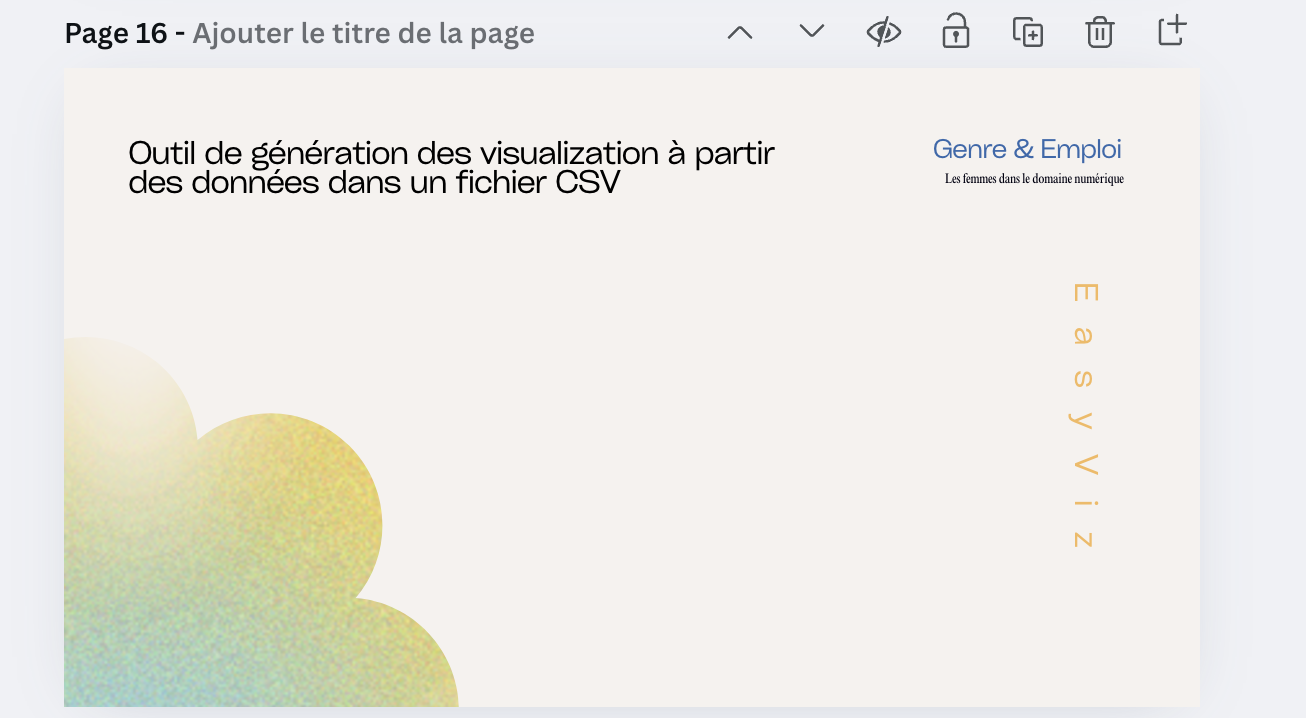 Page 16 - Ajouter le titre de la page
Outil de génération des visualization à partir
des données dans un fichier CSV
Genre & Emploi
Les femmes dans le domaine numérique
EasyViz